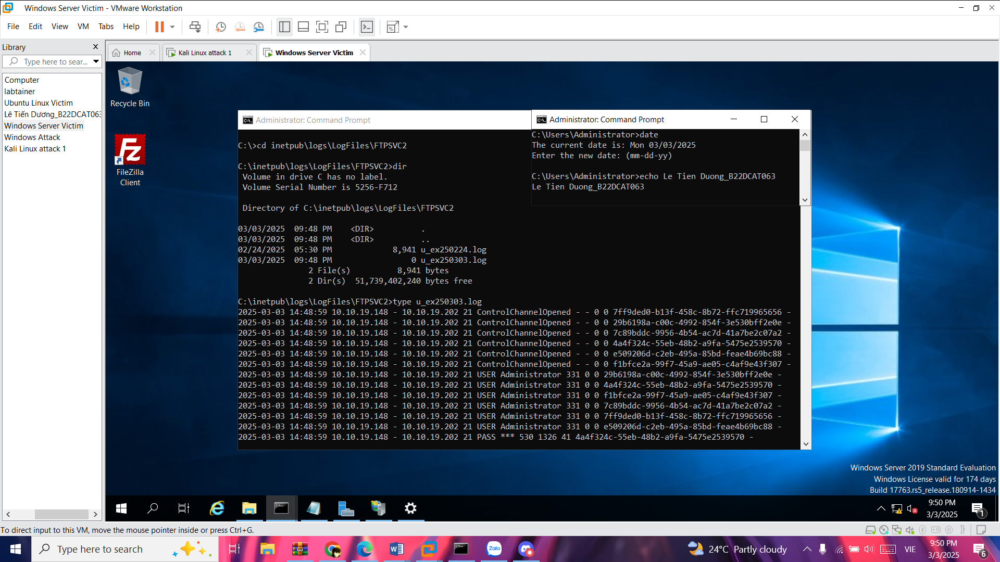 Windows Server Victim - VMware Workstation
File Edit View VM Tabs Help
Library
Type here to sear...
Computer
labtainer
Ubuntu Linux Victim
Lê Tiến Dương_B22DCAT063
Windows Server Victim
Windows Attack
Kali Linux attack 1
Home
Kali Linux attack 1
Windows Server Victim
Recycle Bin
FileZilla
Client
Administrator: Command Prompt
C:\>cd inetpub\logs\LogFiles\FTPSVC2
C:\inetpub\logs\LogFiles\FTPSVC2>dir
Volume in drive C has no label.
Volume Serial Number is 5256-F712
Directory of C:\inetpub\logs\LogFiles\FTPSVC2
03/03/2025 09:48 PM <DIR> .
03/03/2025 09:48 PM <DIR> ..
02/24/2025 05:30 PM 8,941 u_ex250224.log
03/03/2025 09:48 PM 0 u_ex250303.log
2 File(s) 8,941 bytes
2 Dir(s) 51,739,402,240 bytes free
C:\inetpub\logs\LogFiles\FTPSVC2>type u_ex250303.log
2025-03-03 14:48:59 10.10.19.148 - 10.10.19.202 21 ControlChannelOpened - - 0 0 7ff9ded0-b13f-458c-8b72-ffc719965656 -
2025-03-03 14:48:59 10.10.19.148 - 10.10.19.202 21 ControlChannelOpened - - 0 0 29b6198a-c00c-4992-854f-3e530bff2e0e -
2025-03-03 14:48:59 10.10.19.148 - 10.10.19.202 21 ControlChannelOpened - - 0 0 7c89bddc-9956-4b54-ac7d-41a7be2c07a2 -
2025-03-03 14:48:59 10.10.19.148 - 10.10.19.202 21 ControlChannelOpened - - 0 0 4a4f324c-55eb-48b2-a9fa-5475e2539570 -
2025-03-03 14:48:59 10.10.19.148 - 10.10.19.202 21 ControlChannelOpened - - 0 0 e509206d-c2eb-495a-85bd-feae4b69bc88 -
2025-03-03 14:48:59 10.10.19.148 - 10.10.19.202 21 ControlChannelOpened - - 0 0 f1bfce2a-99f7-45a9-ae05-c4af9e43f307 -
2025-03-03 14:48:59 10.10.19.148 - 10.10.19.202 21 USER Administrator 331 0 0 29b6198a-c00c-4992-854f-3e530bff2e0e -
2025-03-03 14:48:59 10.10.19.148 - 10.10.19.202 21 USER Administrator 331 0 0 4a4f324c-55eb-48b2-a9fa-5475e2539570 -
2025-03-03 14:48:59 10.10.19.148 - 10.10.19.202 21 USER Administrator 331 0 0 f1bfce2a-99f7-45a9-ae05-c4af9e43f307 -
2025-03-03 14:48:59 10.10.19.148 - 10.10.19.202 21 USER Administrator 331 0 0 7c89bddc-9956-4b54-ac7d-41a7be2c07a2 -
2025-03-03 14:48:59 10.10.19.148 - 10.10.19.202 21 USER Administrator 331 0 0 7ff9ded0-b13f-458c-8b72-ffc719965656 -
2025-03-03 14:48:59 10.10.19.148 - 10.10.19.202 21 USER Administrator 331 0 0 e509206d-c2eb-495a-85bd-feae4b69bc88 -
2025-03-03 14:48:59 10.10.19.148 - 10.10.19.202 21 PASS *** 530 1326 41 4a4f324c-55eb-48b2-a9fa-5475e2539570 -
Administrator: Command Prompt
C:\Users\Administrator>date
The current date is: Mon 03/03/2025
Enter the new date: (mm-dd-yy)
C:\Users\Administrator>echo Le Tien Duong_B22DCAT063
Le Tien Duong_B22DCAT063
Windows Server 2019 Standard Evaluation
Windows License valid for 174 days
Build 17763.rs5_release.180914-1434
9:50 PM
3/3/2025
1
To direct input to this VM, move the mouse pointer inside or press Ctrl+G.
Type here to search
Zalo
24°C Partly cloudy
VIE
9:50 PM
3/3/2025
6